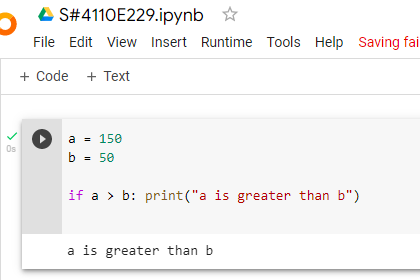 S#4110E229.ipynb
File Edit View Insert Runtime Tools Help Saving fai
+ Code + Text
0s
a = 150
b = 50
if a > b: print("a is greater than b")
a is greater than b